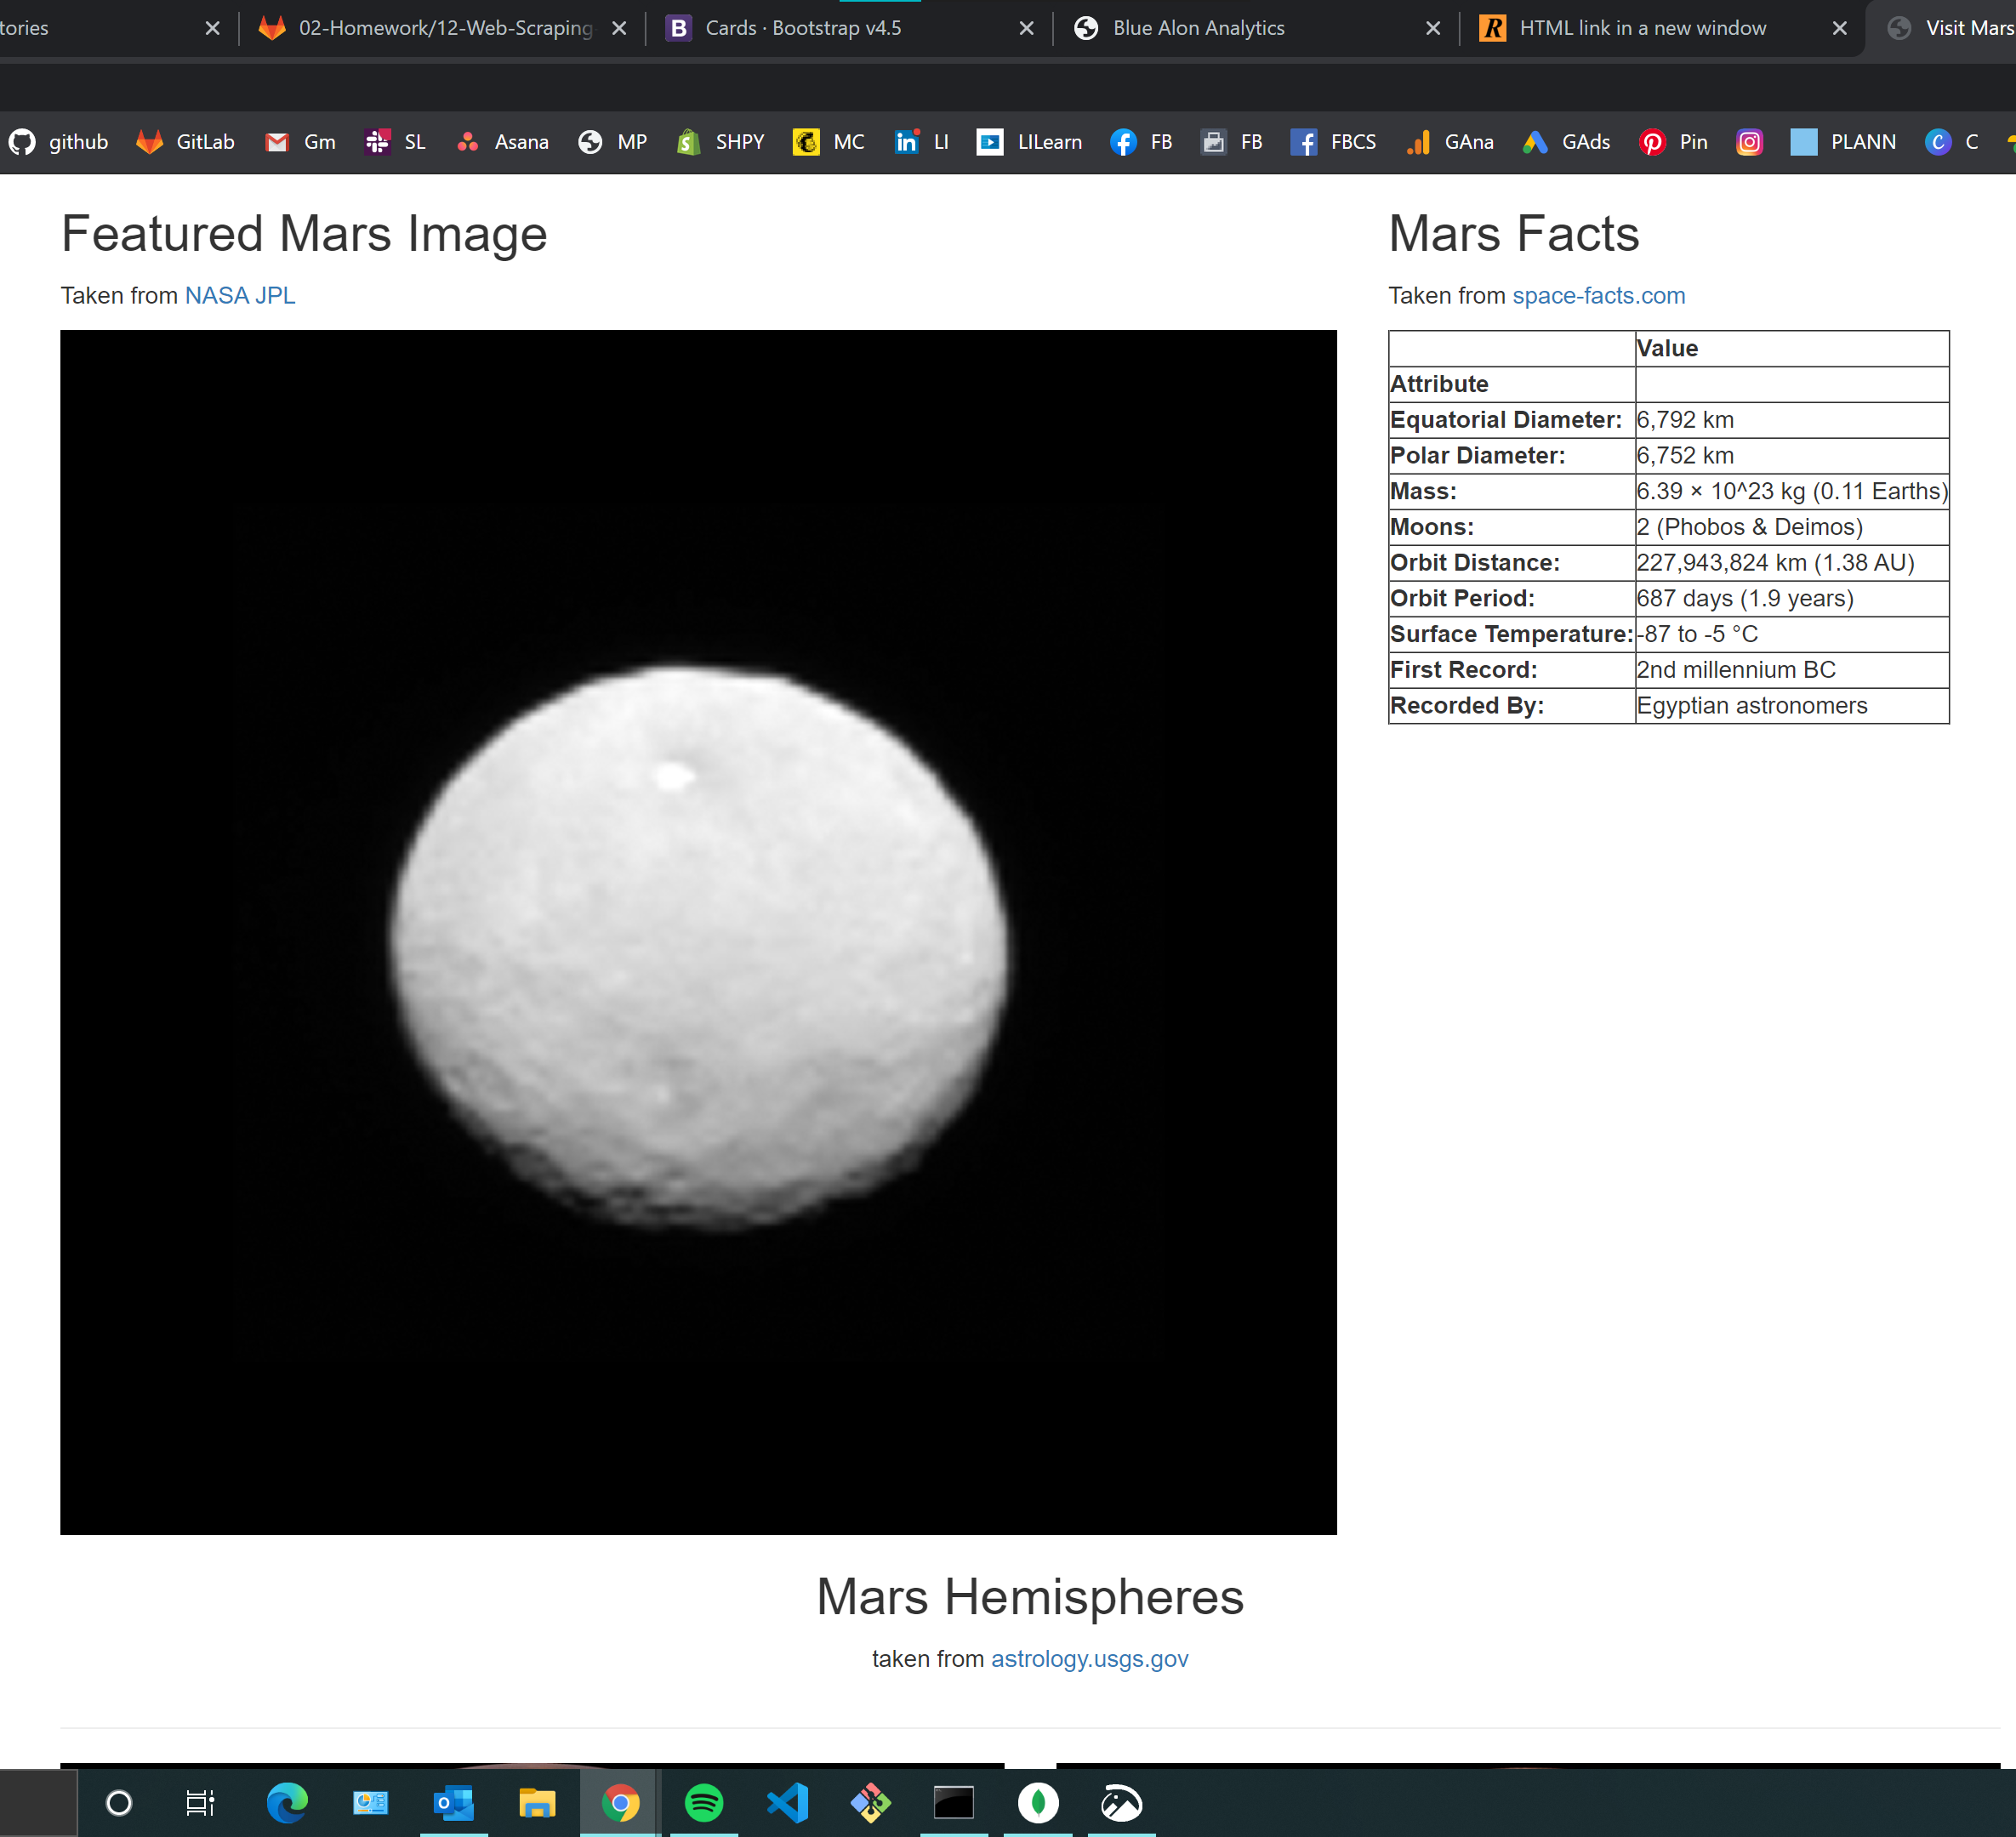 tories
02-Homework/12-Web-Scraping
B Cards · Bootstrap v4.5
Blue Alon Analytics
R HTML link in a new window
Visit Mars
github GitLab Gm SL Asana MP SHPY MC LI LILearn FB FB FBCS GAna GAds Pin PLANN C
Featured Mars Image
Taken from NASA JPL
Mars Facts
Taken from space-facts.com
Value
Attribute
Equatorial Diameter: 6,792 km
Polar Diameter: 6,752 km
Mass: 6.39 × 10^23 kg (0.11 Earths)
Moons: 2 (Phobos & Deimos)
Orbit Distance: 227,943,824 km (1.38 AU)
Orbit Period: 687 days (1.9 years)
Surface Temperature: -87 to -5 °C
First Record: 2nd millennium BC
Recorded By: Egyptian astronomers
Mars Hemispheres
taken from astrology.usgs.gov